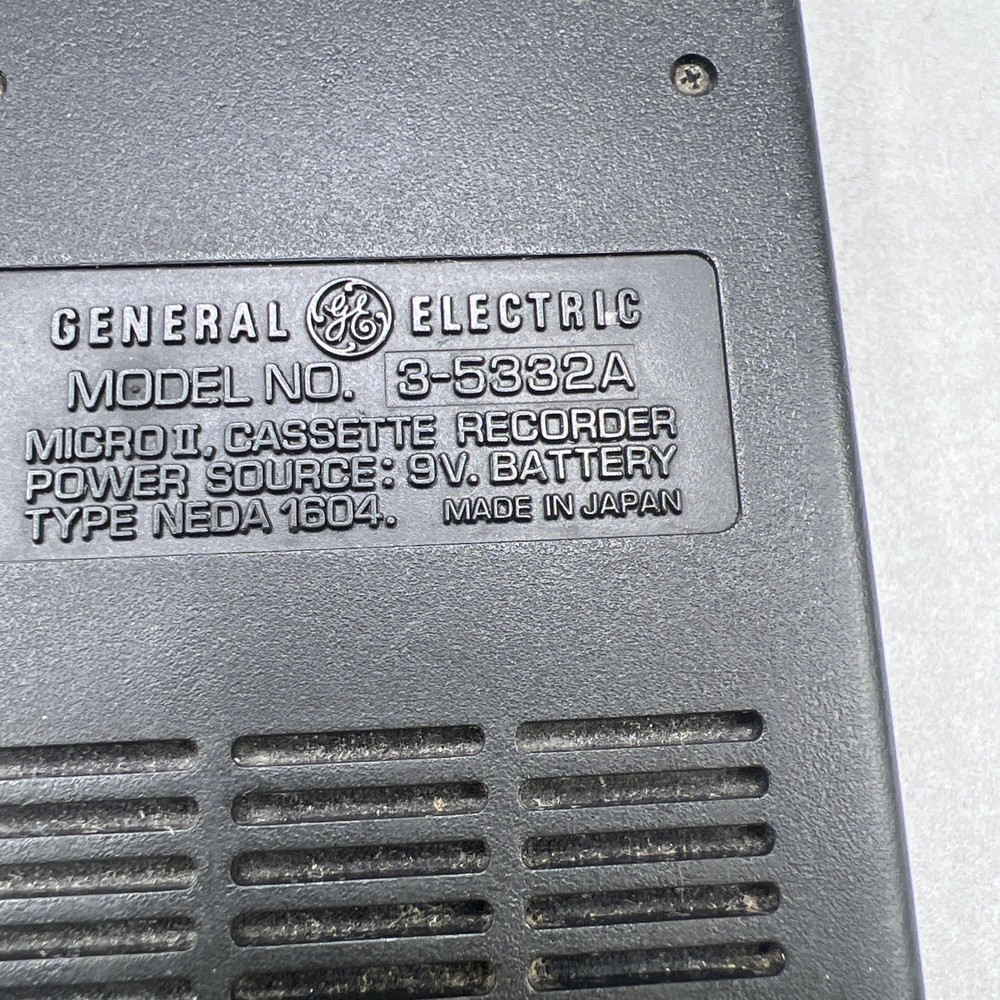 GENERAL GE ELECTRIC
MODEL NO. 3-5332A
MICRO II, CASSETTE RECORDER
POWER SOURCE: 9V. BATTERY
TYPE NEDA 1604. MADE IN JAPAN